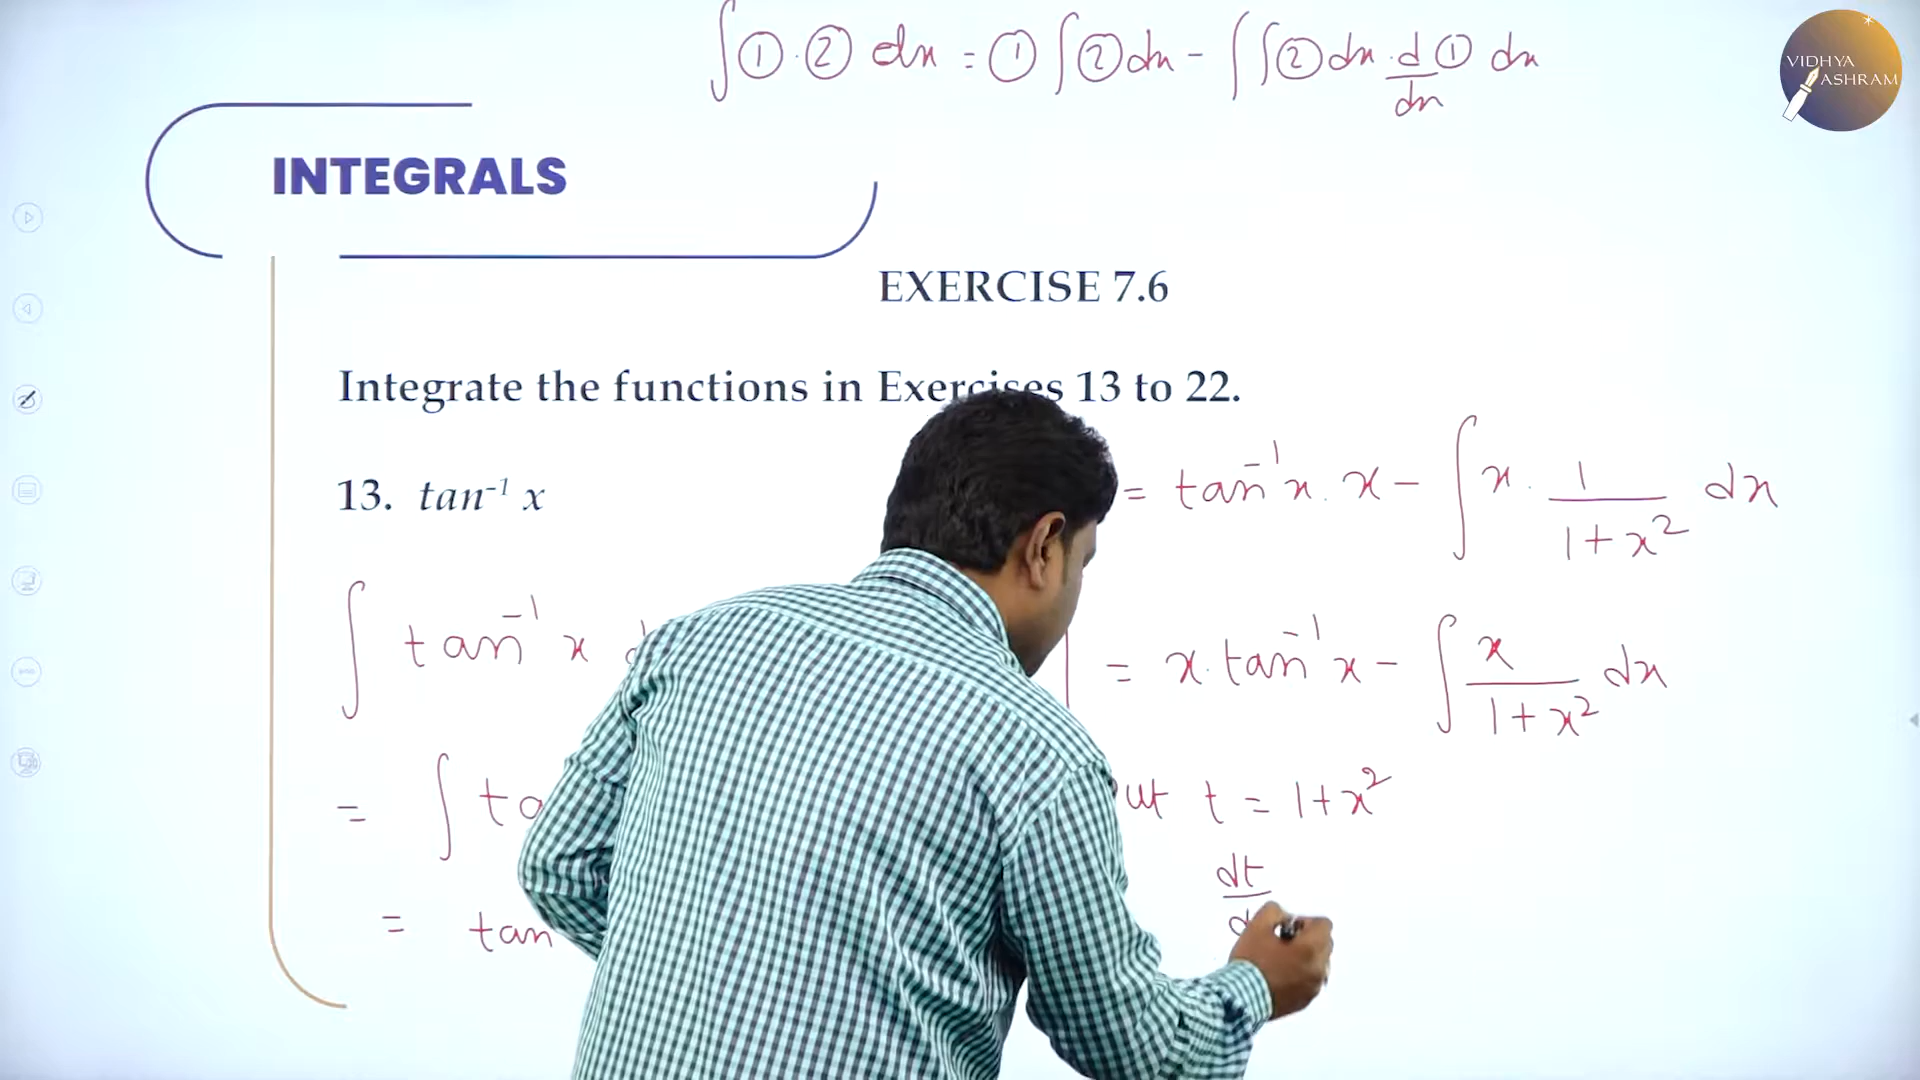 ∫ ① · ② dx = ① ∫ ② dx - ∫ ∫ ② dx · d/dx ① dx
VIDHYA
ASHRAM
INTEGRALS
EXERCISE 7.6
Integrate the functions in Exercises 13 to 22.
13. tan⁻¹ x
∫ tan⁻¹ x
= ∫ ta
= tan
= tan⁻¹x . x - ∫ x . 1/(1+x²) dx
= x . tan⁻¹x - ∫ x/(1+x²) dx
ut t = 1+x²
dt/d